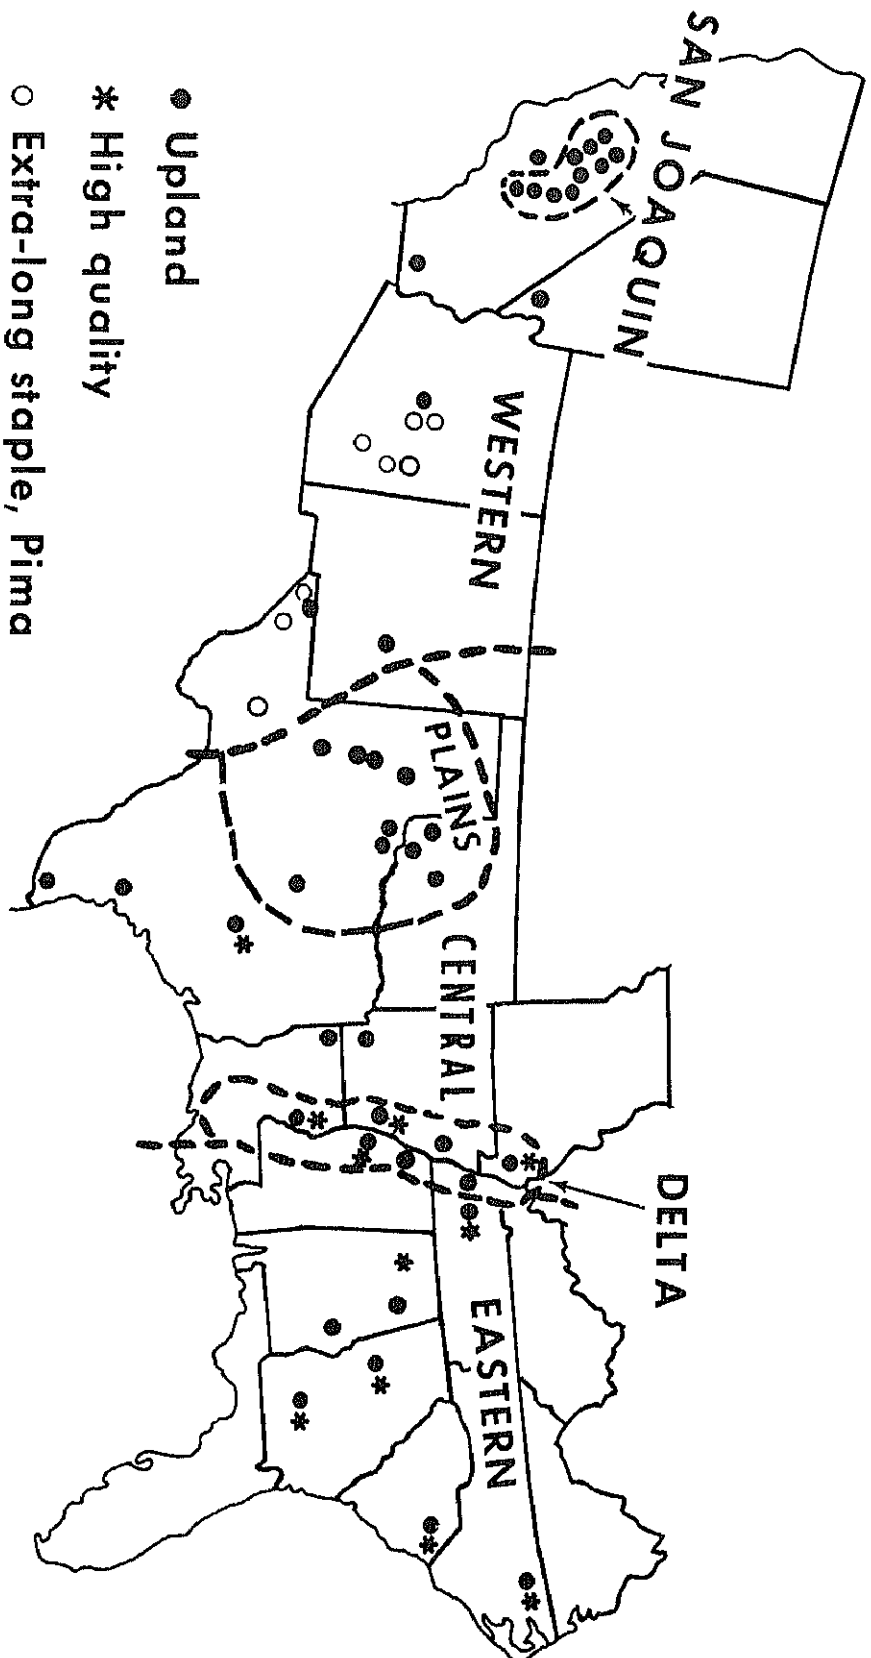 SAN JOAQUIN
WESTERN
PLAINS
CENTRAL
DELTA
EASTERN
● Upland
* High quality
○ Extra-long staple, Pima